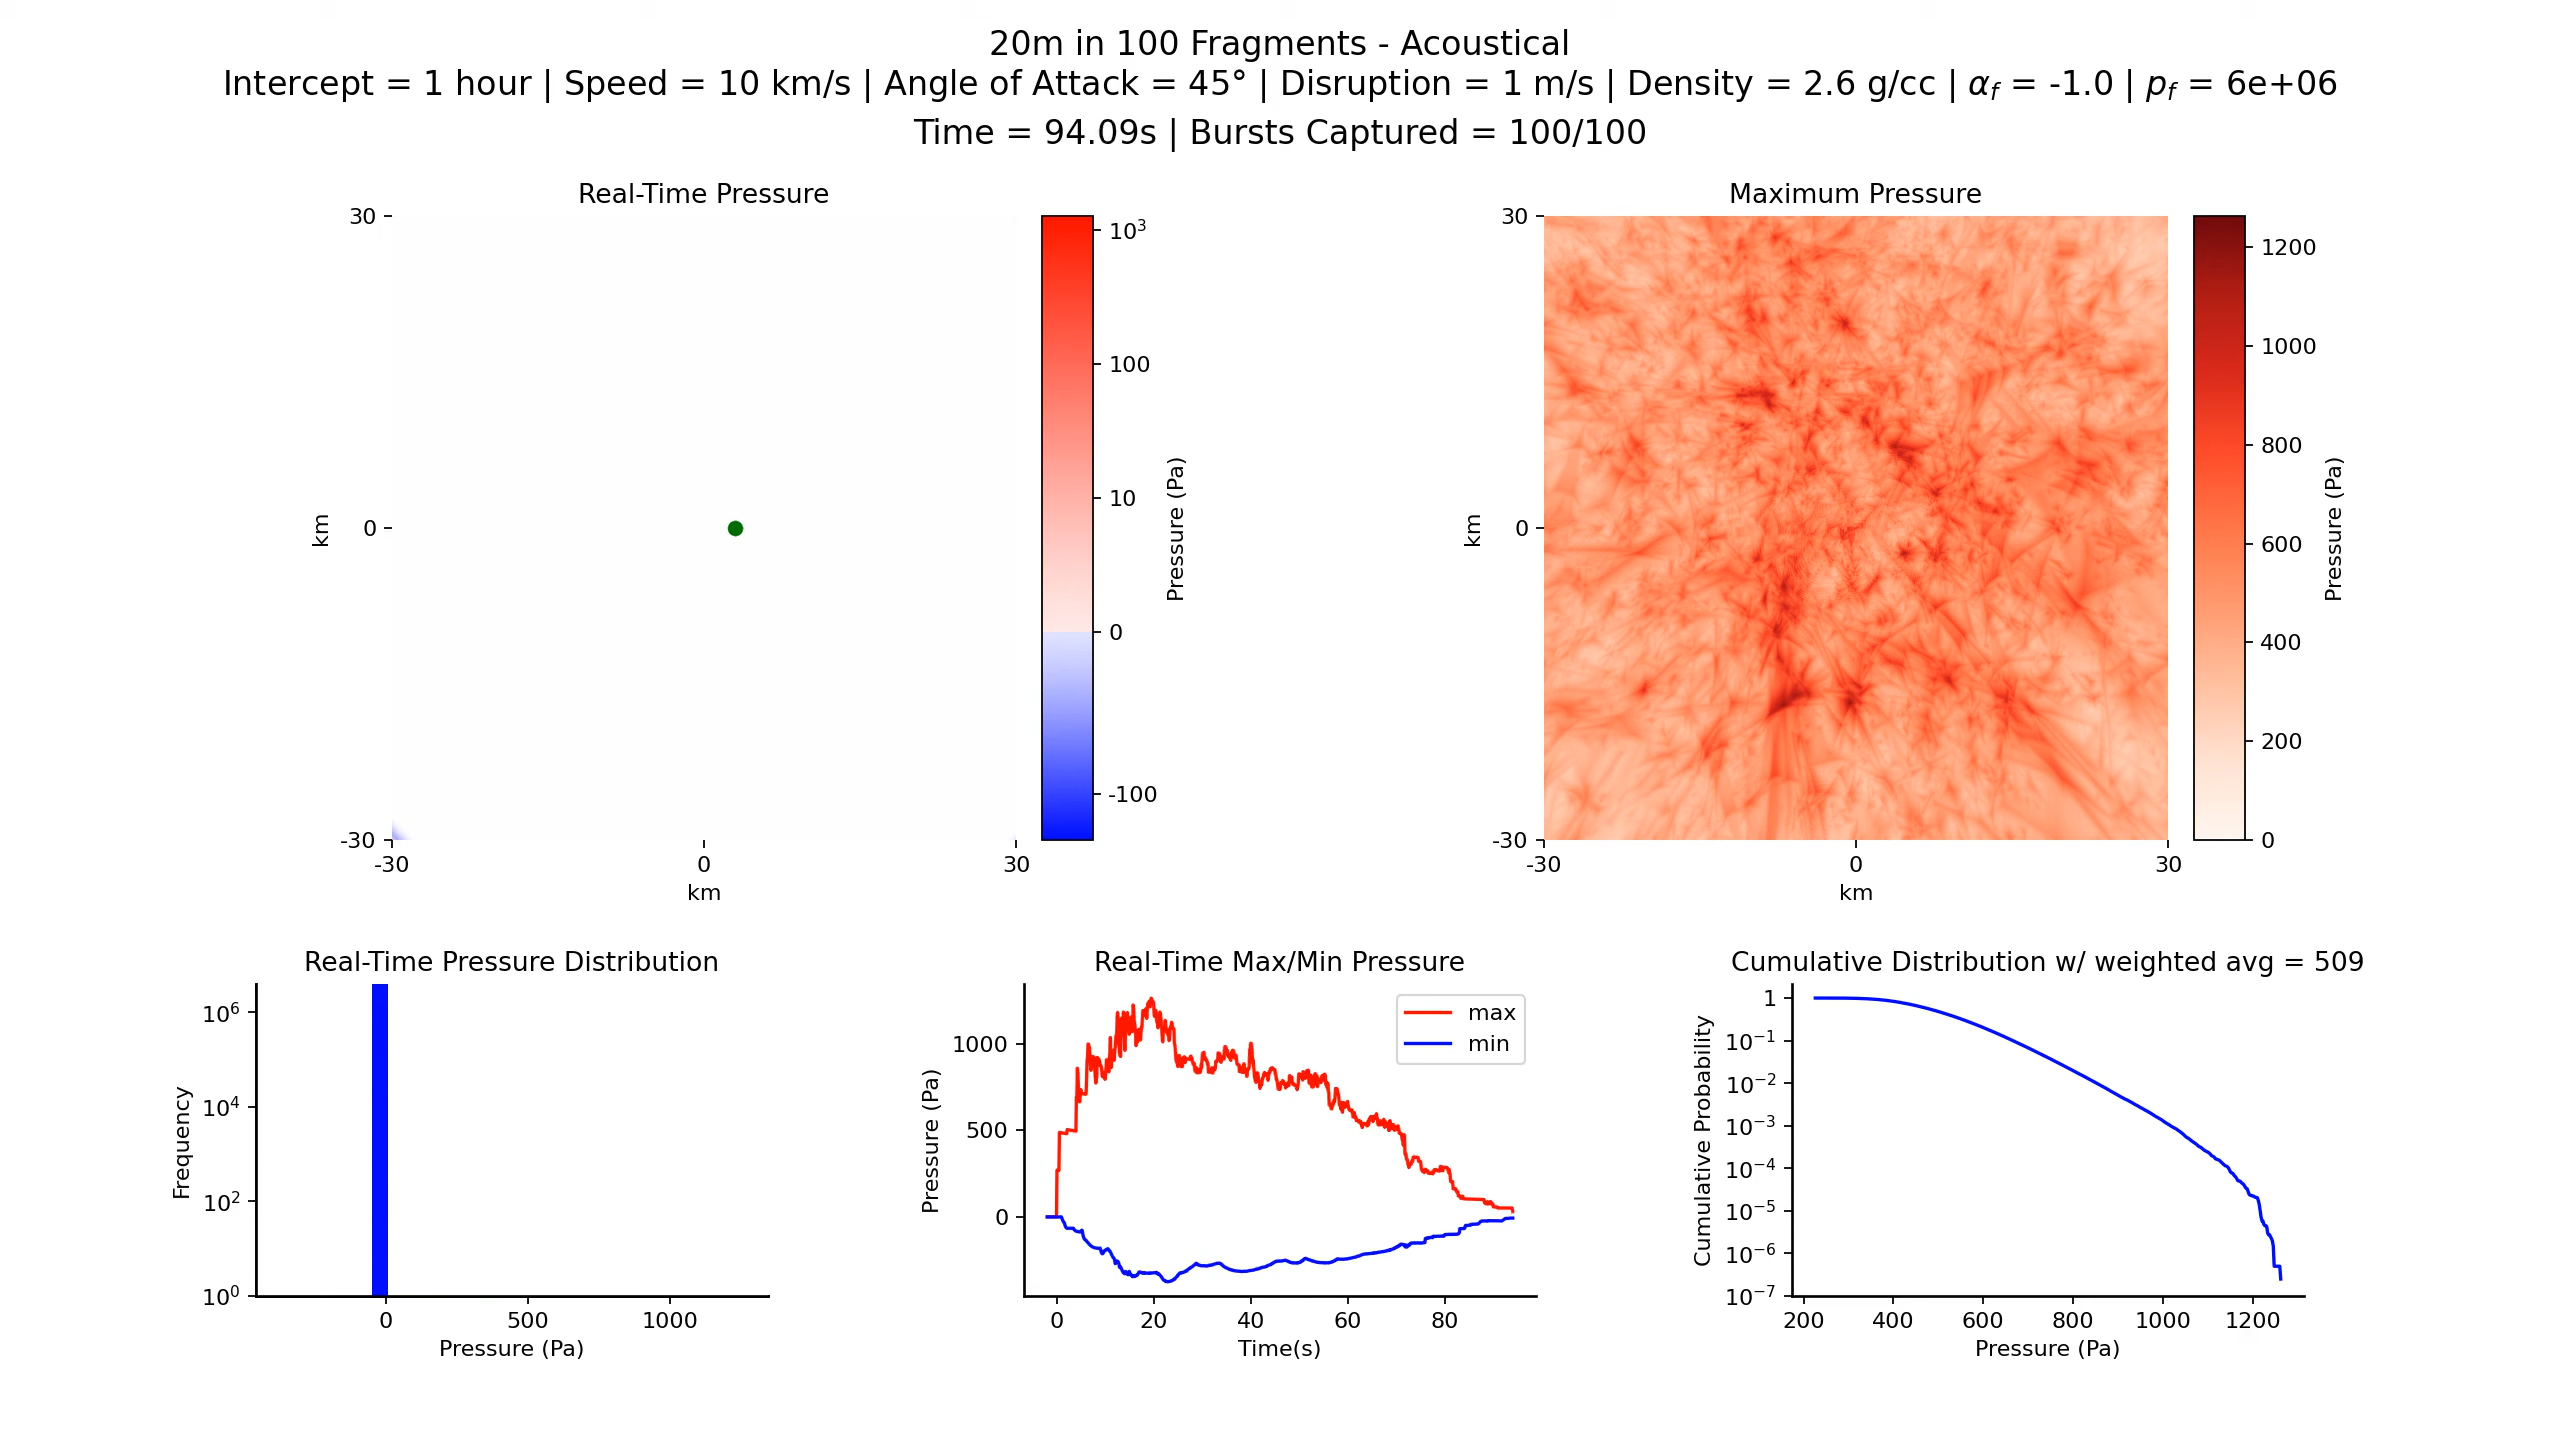 20m in 100 Fragments - Acoustical
Intercept = 1 hour | Speed = 10 km/s | Angle of Attack = 45° | Disruption = 1 m/s | Density = 2.6 g/cc | αf = -1.0 | pf = 6e+06
Time = 94.09s | Bursts Captured = 100/100
Real-Time Pressure
30
0
-30
km
-30
0
30
km
10³
100
10
0
-100
Pressure (Pa)
Maximum Pressure
30
0
-30
km
-30
0
30
km
1200
1000
800
600
400
200
0
Pressure (Pa)
Real-Time Pressure Distribution
10⁶
10⁴
10²
10⁰
Frequency
0
500
1000
Pressure (Pa)
Real-Time Max/Min Pressure
max
min
1000
500
0
Pressure (Pa)
0
20
40
60
80
Time(s)
Cumulative Distribution w/ weighted avg = 509
1
10⁻¹
10⁻²
10⁻³
10⁻⁴
10⁻⁵
10⁻⁶
10⁻⁷
Cumulative Probability
200
400
600
800
1000
1200
Pressure (Pa)